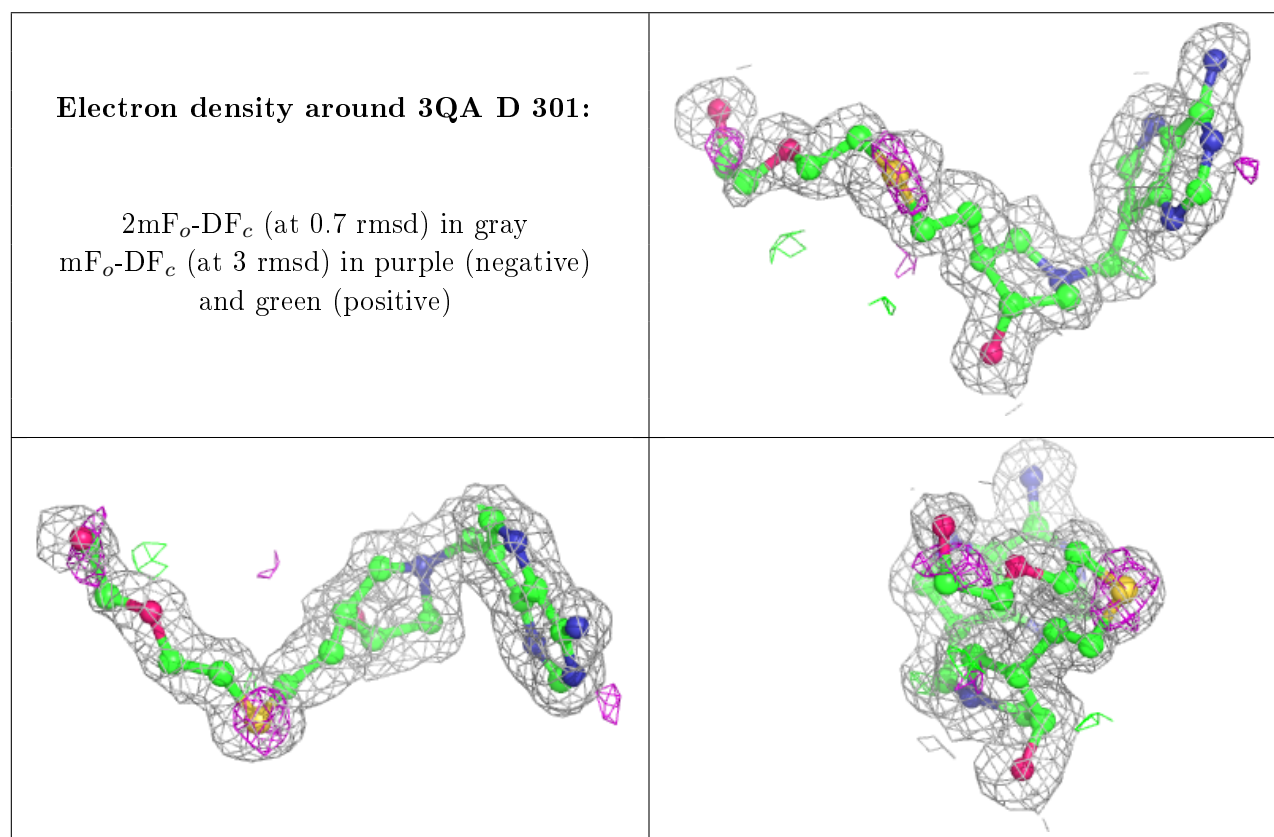 Electron density around 3QA D 301:
2mFₒ-DF𝒸 (at 0.7 rmsd) in gray
mFₒ-DF𝒸 (at 3 rmsd) in purple (negative)
and green (positive)